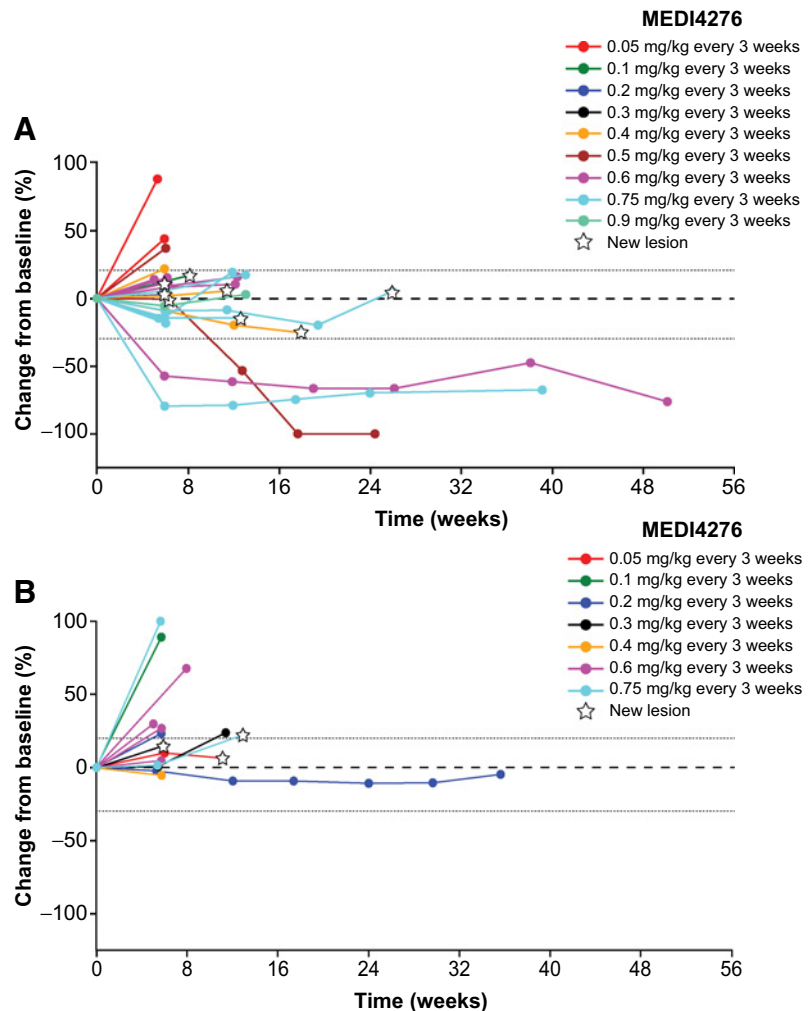 MEDI4276
0.05 mg/kg every 3 weeks
0.1 mg/kg every 3 weeks
0.2 mg/kg every 3 weeks
0.3 mg/kg every 3 weeks
0.4 mg/kg every 3 weeks
0.5 mg/kg every 3 weeks
0.6 mg/kg every 3 weeks
0.75 mg/kg every 3 weeks
0.9 mg/kg every 3 weeks
New lesion
A
Change from baseline (%)
100
50
0
−50
−100
0 8 16 24 32 40 48 56
Time (weeks)
MEDI4276
0.05 mg/kg every 3 weeks
0.1 mg/kg every 3 weeks
0.2 mg/kg every 3 weeks
0.3 mg/kg every 3 weeks
0.4 mg/kg every 3 weeks
0.6 mg/kg every 3 weeks
0.75 mg/kg every 3 weeks
New lesion
B
Change from baseline (%)
100
50
0
−50
−100
0 8 16 24 32 40 48 56
Time (weeks)